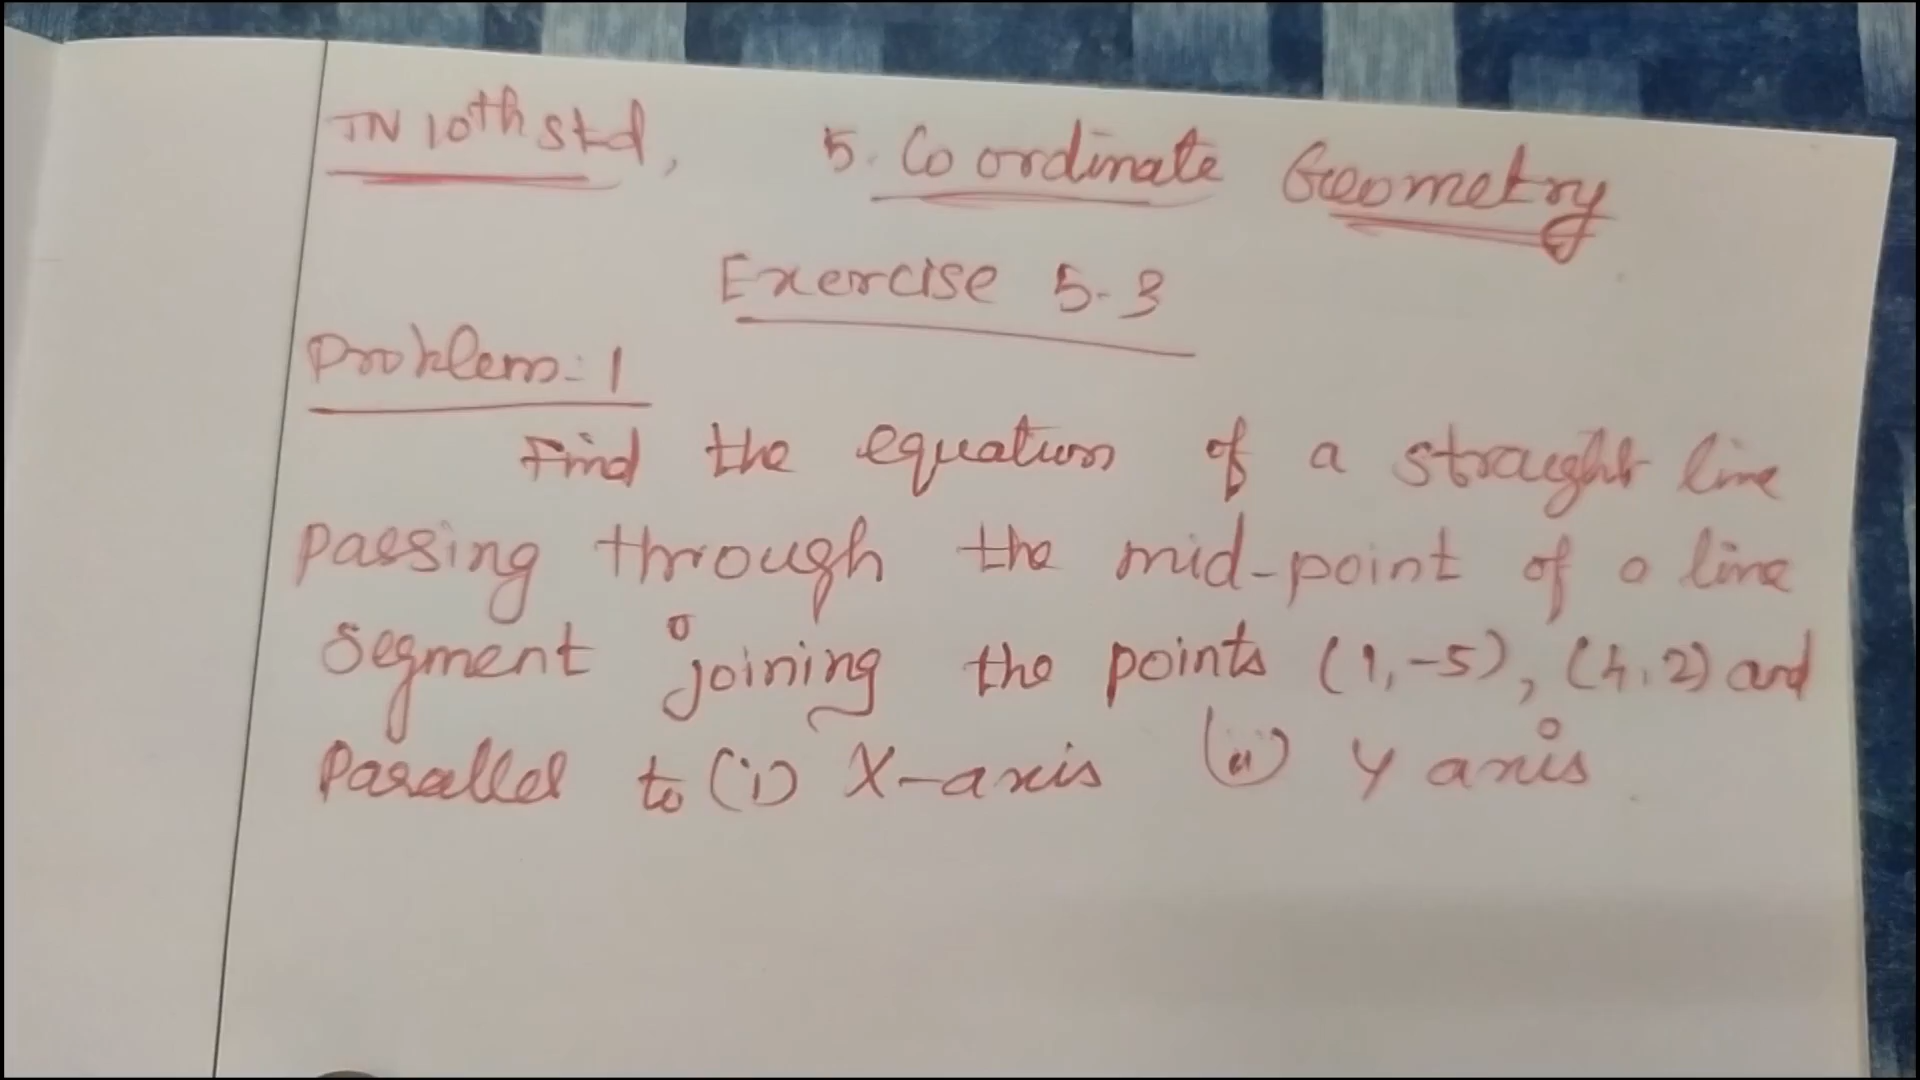 TN 10th std, 5. Coordinate Geometry
Exercise 5.3
Problem: 1
Find the equation of a straight line
passing through the mid-point of a line
segment joining the points (1,-5), (4,2) and
Parallel to (i) X-axis (ii) Y axis